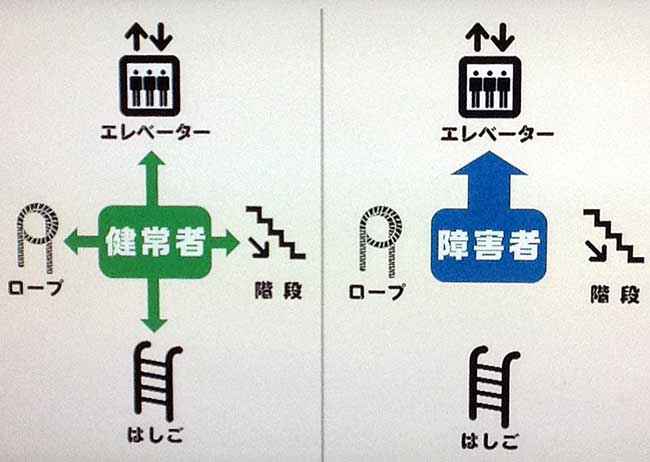 エレベーター
健常者
ロープ
階段
はしご
エレベーター
障害者
ロープ
階段
はしご